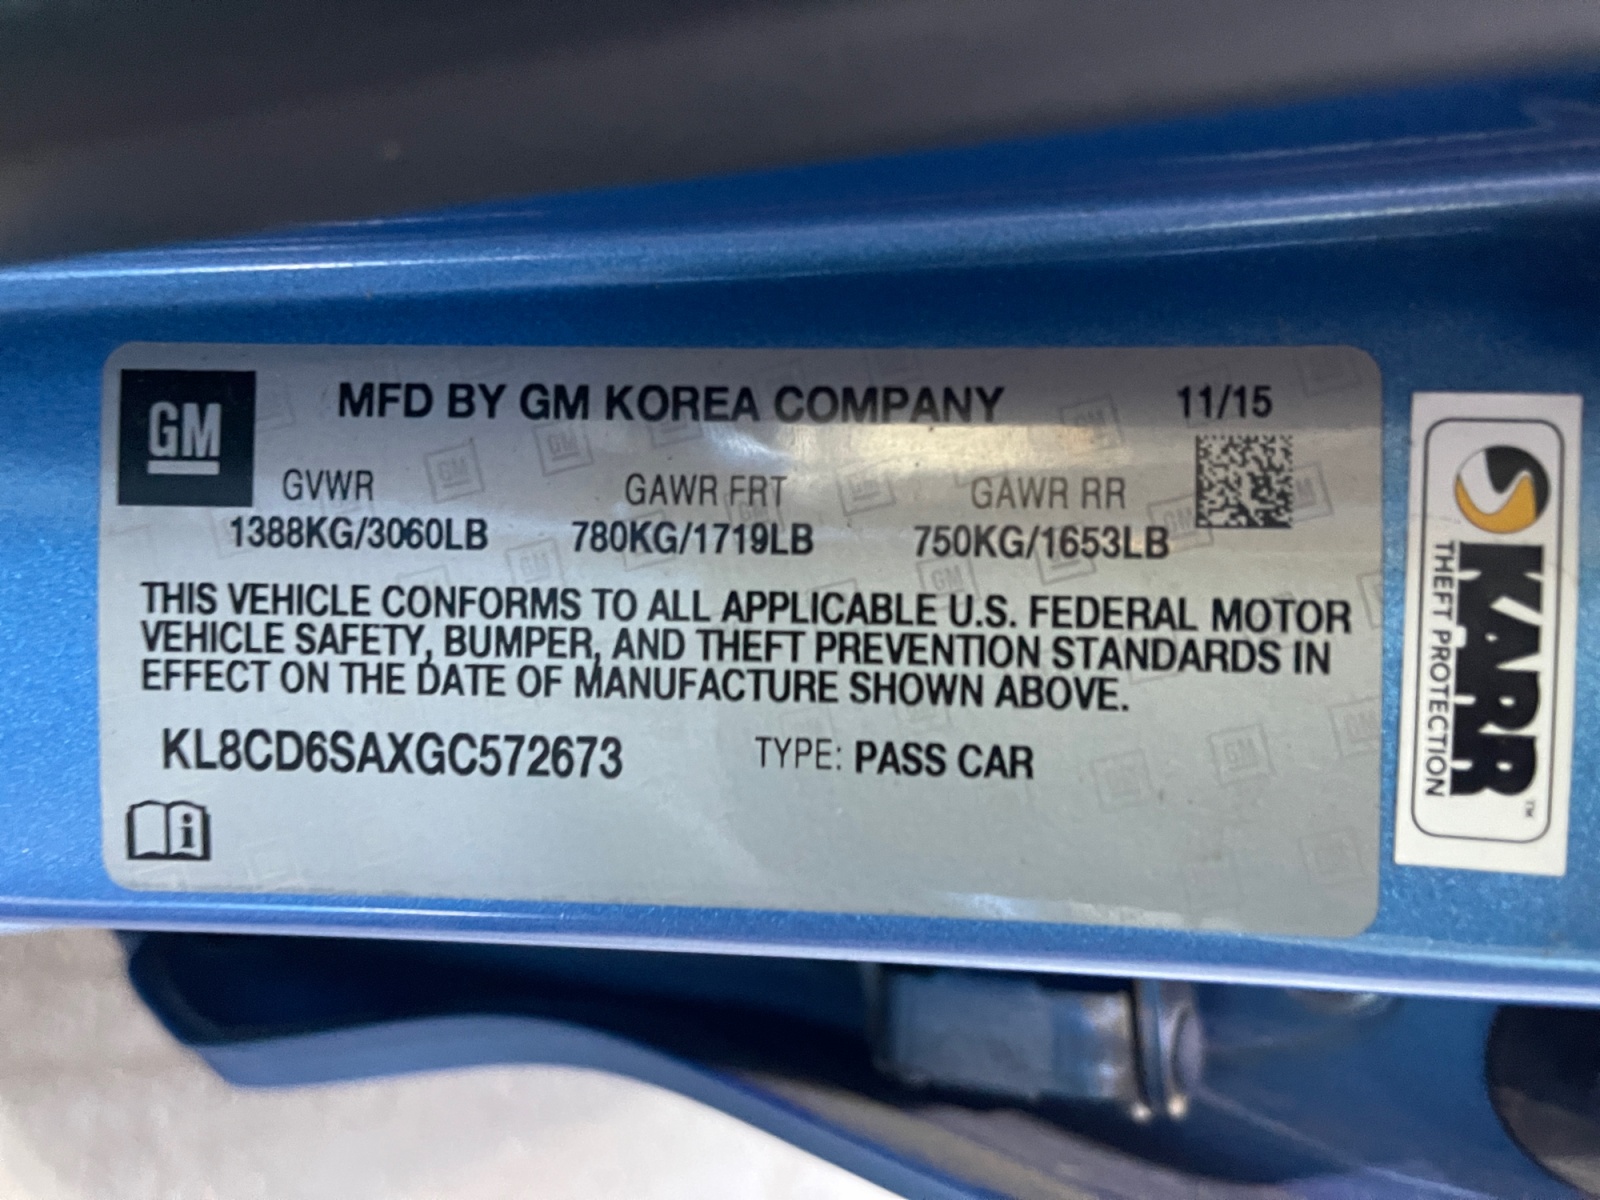 GM
MFD BY GM KOREA COMPANY 11/15
GVWR GAWR FRT GAWR RR
1388KG/3060LB 780KG/1719LB 750KG/1653LB
THIS VEHICLE CONFORMS TO ALL APPLICABLE U.S. FEDERAL MOTOR
VEHICLE SAFETY, BUMPER, AND THEFT PREVENTION STANDARDS IN
EFFECT ON THE DATE OF MANUFACTURE SHOWN ABOVE.
KL8CD6SAXGC572673 TYPE: PASS CAR
i
KARR™
THEFT PROTECTION